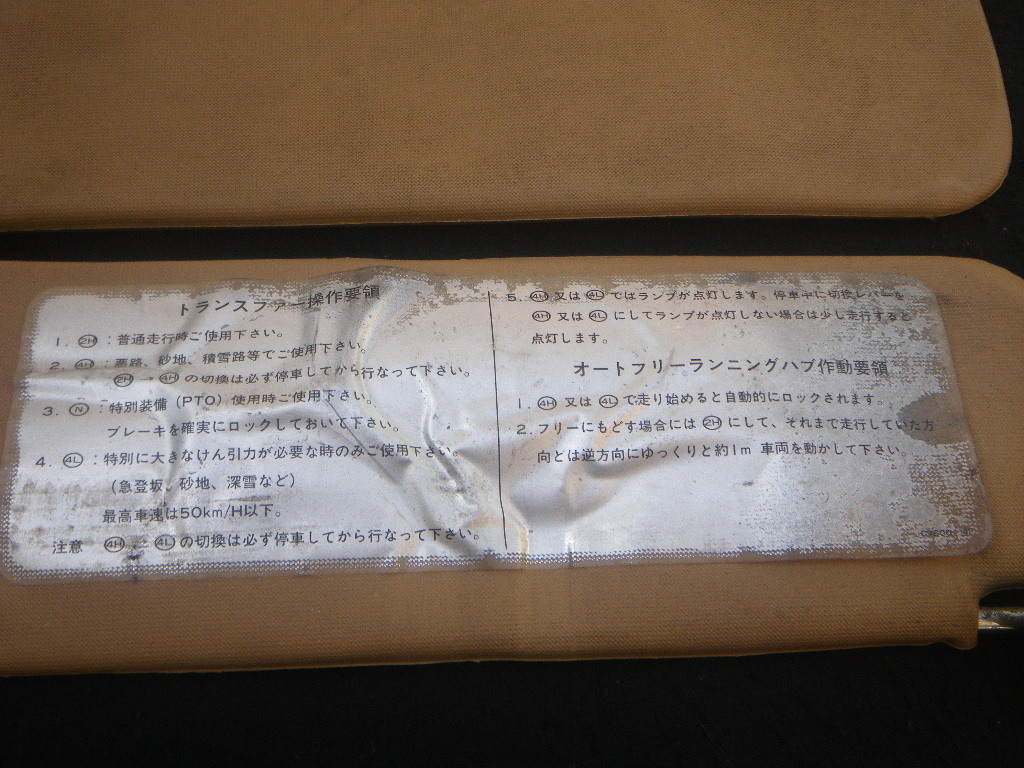 トランスファー操作要領
1. 2H : 普通走行時ご使用下さい。
2. 4H : 悪路、砂地、積雪路等でご使用下さい。
2H → 4H の切換は必ず停車してから行なって下さい。
3. N : 特別装備（PTO）使用時ご使用下さい。
ブレーキを確実にロックしておいて下さい。
4. 4L : 特別に大きなけん引力が必要な時のみご使用下さい。
（急登坂、砂地、深雪など）
最高車速は50km/H以下。
注意 4H → 4L の切換は必ず停車してから行なって下さい。
5. 4H 又は 4L ではランプが点灯します。停車中に切換レバーを
4H 又は 4L にしてランプが点灯しない場合は少し走行すると
点灯します。
オートフリーランニングハブ作動要領
1. 4H 又は 4L で走り始めると自動的にロックされます。
2. フリーにもどす場合には 2H にして、それまで走行していた方
向とは逆方向にゆっくりと約1m 車両を動かして下さい。